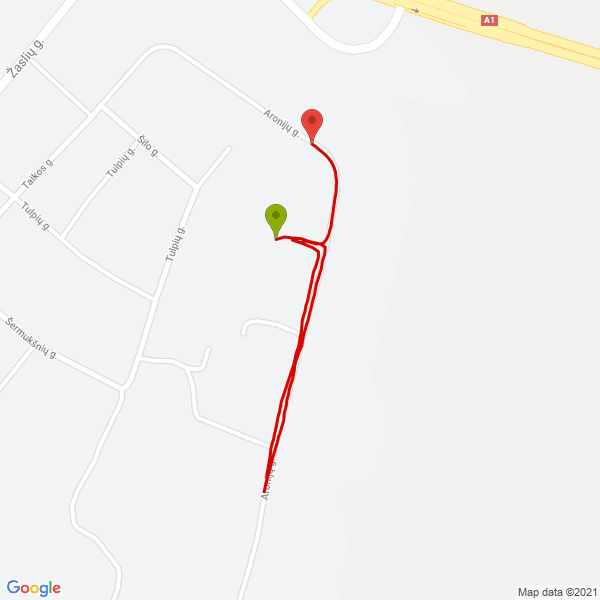 A1
Žaslių g.
Aronijų g.
Šilo g.
Tulpių g.
Taikos g.
Tulpių g.
Tulpių g.
Šermukšnių g.
Aronijų g.
Google
Map data ©2021